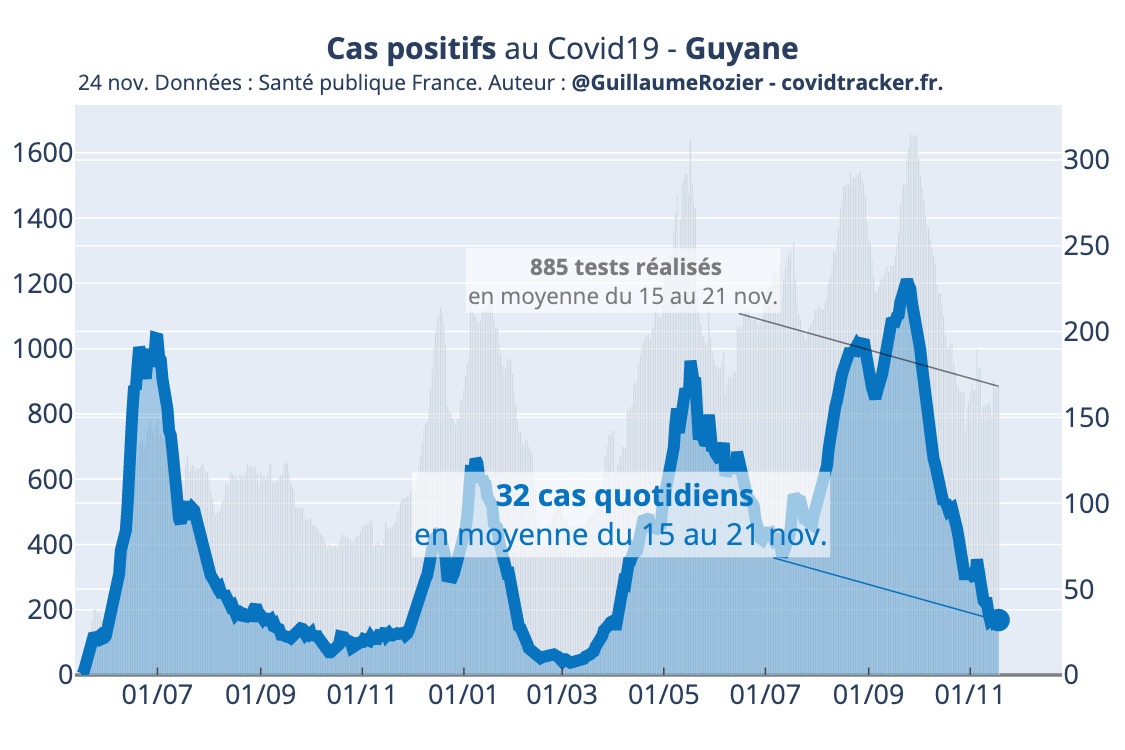 Cas positifs au Covid19 - Guyane
24 nov. Données : Santé publique France. Auteur : @GuillaumeRozier - covidtracker.fr.
1600
1400
1200
1000
800
600
400
200
0
300
250
200
150
100
50
0
885 tests réalisés
en moyenne du 15 au 21 nov.
32 cas quotidiens
en moyenne du 15 au 21 nov.
01/07 01/09 01/11 01/01 01/03 01/05 01/07 01/09 01/11